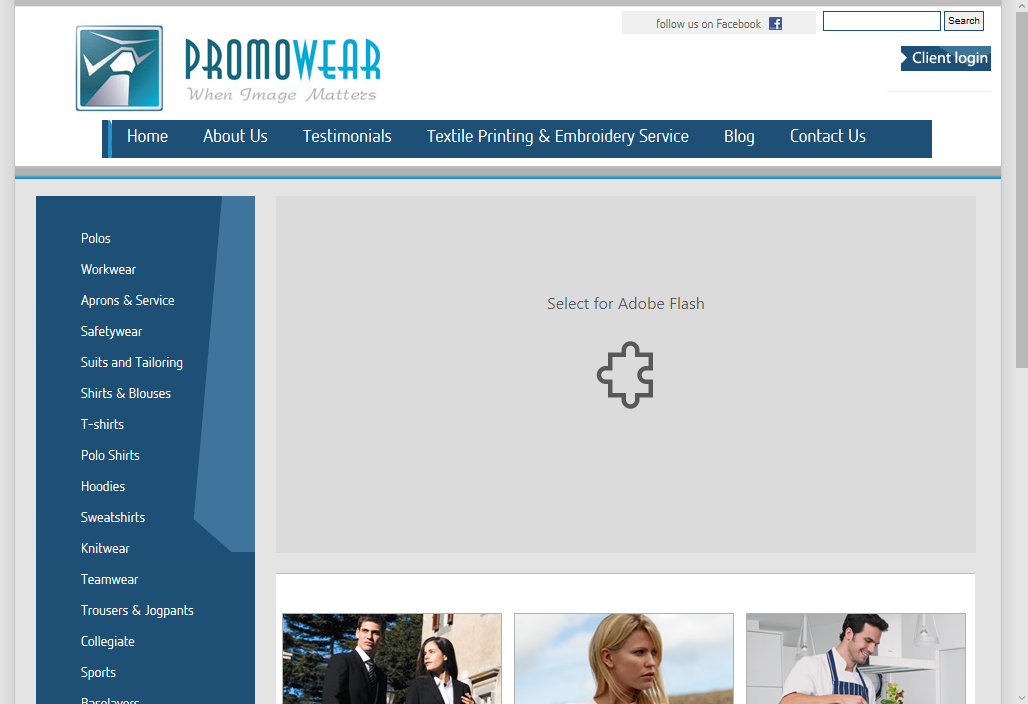 follow us on Facebook
Search
PROMOWEAR
When Image Matters
Client login
Home About Us Testimonials Textile Printing & Embroidery Service Blog Contact Us
Polos
Workwear
Aprons & Service
Safetywear
Suits and Tailoring
Shirts & Blouses
T-shirts
Polo Shirts
Hoodies
Sweatshirts
Knitwear
Teamwear
Trousers & Jogpants
Collegiate
Sports
Baselayers
Select for Adobe Flash